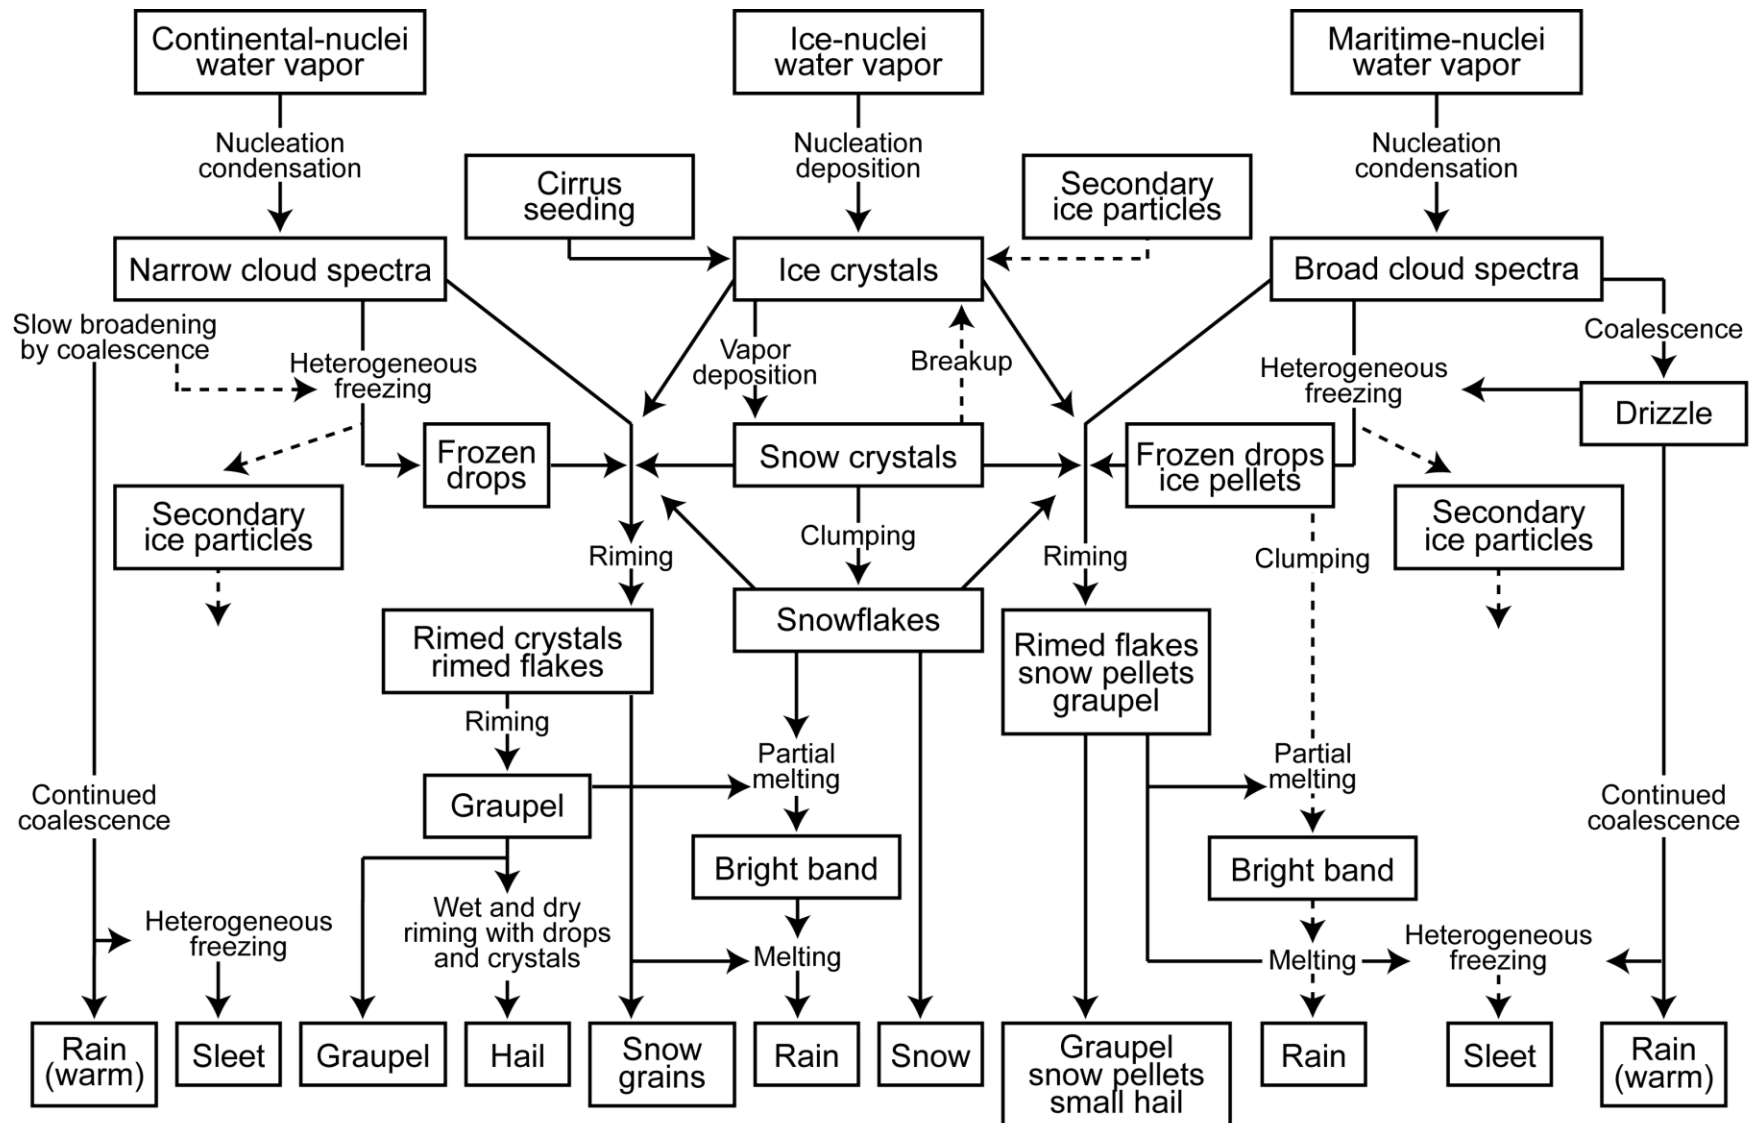 Continental-nuclei
water vapor
Ice-nuclei
water vapor
Maritime-nuclei
water vapor
Nucleation
condensation
Nucleation
deposition
Nucleation
condensation
Cirrus
seeding
Secondary
ice particles
Narrow cloud spectra
Ice crystals
Broad cloud spectra
Slow broadening
by coalescence
Heterogeneous
freezing
Vapor
deposition
Breakup
Heterogeneous
freezing
Coalescence
Drizzle
Frozen
drops
Snow crystals
Frozen drops
ice pellets
Secondary
ice particles
Secondary
ice particles
Riming
Clumping
Riming
Clumping
Rimed crystals
rimed flakes
Snowflakes
Rimed flakes
snow pellets
graupel
Riming
Partial
melting
Partial
melting
Continued
coalescence
Graupel
Continued
coalescence
Bright band
Bright band
Heterogeneous
freezing
Wet and dry
riming with drops
and crystals
Melting
Melting
Heterogeneous
freezing
Rain
(warm)
Sleet
Graupel
Hail
Snow
grains
Rain
Snow
Graupel
snow pellets
small hail
Rain
Sleet
Rain
(warm)